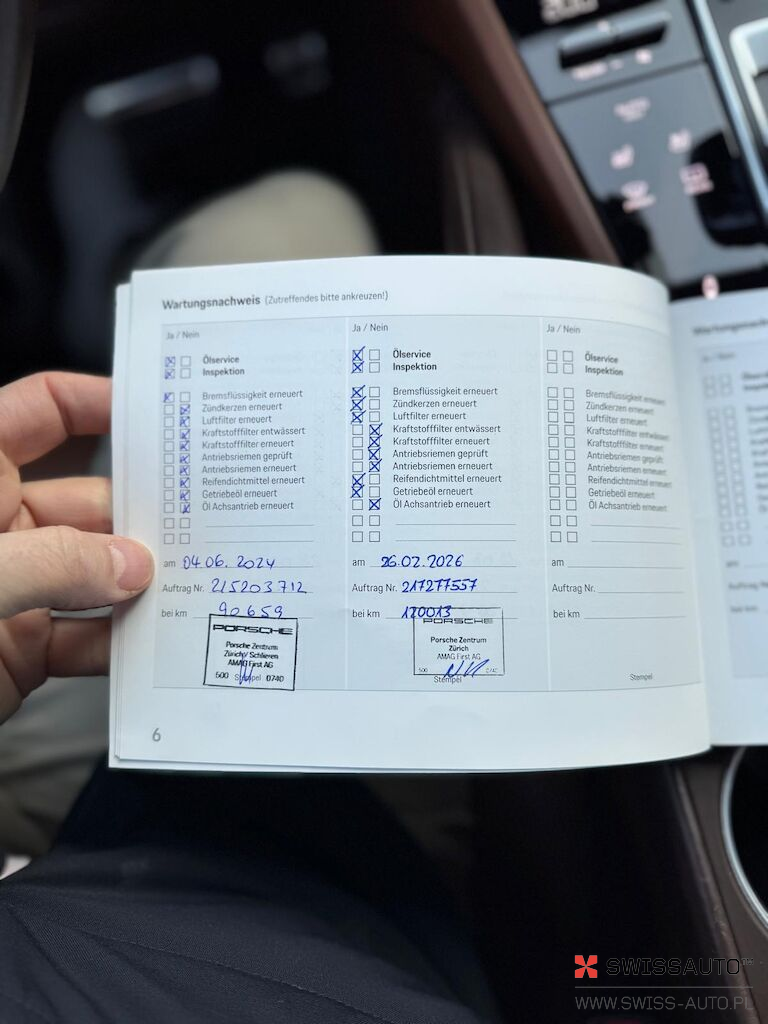 Wartungsnachweis (Zutreffendes bitte ankreuzen!)
Ja / Nein
Ölservice
Inspektion
Bremsflüssigkeit erneuert
Zündkerzen erneuert
Luftfilter erneuert
Kraftstofffilter entwässert
Kraftstofffilter erneuert
Antriebsriemen geprüft
Antriebsriemen erneuert
Reifendichtmittel erneuert
Getriebeöl erneuert
Öl Achsantrieb erneuert
am 04.06.2024
Auftrag Nr. 215203712
bei km 90659
PORSCHE
Porsche Zentrum
Zürich / Schlieren
AMAG First AG
500 Stempel 0740
Ja / Nein
Ölservice
Inspektion
Bremsflüssigkeit erneuert
Zündkerzen erneuert
Luftfilter erneuert
Kraftstofffilter entwässert
Kraftstofffilter erneuert
Antriebsriemen geprüft
Antriebsriemen erneuert
Reifendichtmittel erneuert
Getriebeöl erneuert
Öl Achsantrieb erneuert
am 26.02.2026
Auftrag Nr. 217277557
bei km 120013
PORSCHE
Porsche Zentrum
Zürich
AMAG First AG
500 0740
Stempel
Ja / Nein
Ölservice
Inspektion
Bremsflüssigkeit erneuert
Zündkerzen erneuert
Luftfilter erneuert
Kraftstofffilter entwässert
Kraftstofffilter erneuert
Antriebsriemen geprüft
Antriebsriemen erneuert
Reifendichtmittel erneuert
Getriebeöl erneuert
Öl Achsantrieb erneuert
am
Auftrag Nr.
bei km
Stempel
6
SWISSAUTO
WWW.SWISS-AUTO.PL